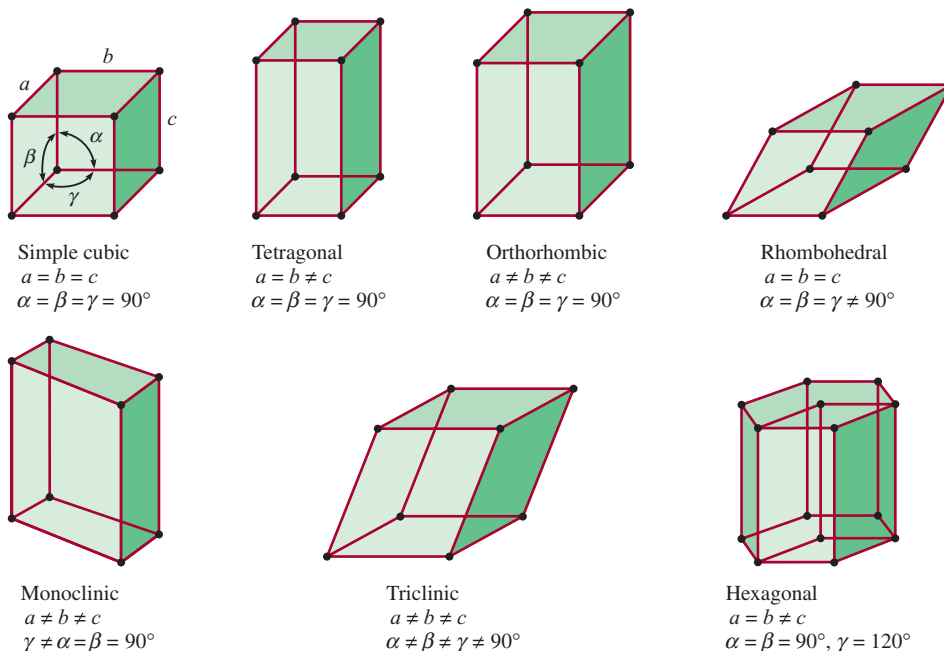 a
b
c
α
β
γ
Simple cubic
a = b = c
α = β = γ = 90°
Tetragonal
a = b ≠ c
α = β = γ = 90°
Orthorhombic
a ≠ b ≠ c
α = β = γ = 90°
Rhombohedral
a = b = c
α = β = γ ≠ 90°
Monoclinic
a ≠ b ≠ c
γ ≠ α = β = 90°
Triclinic
a ≠ b ≠ c
α ≠ β ≠ γ ≠ 90°
Hexagonal
a = b ≠ c
α = β = 90°, γ = 120°